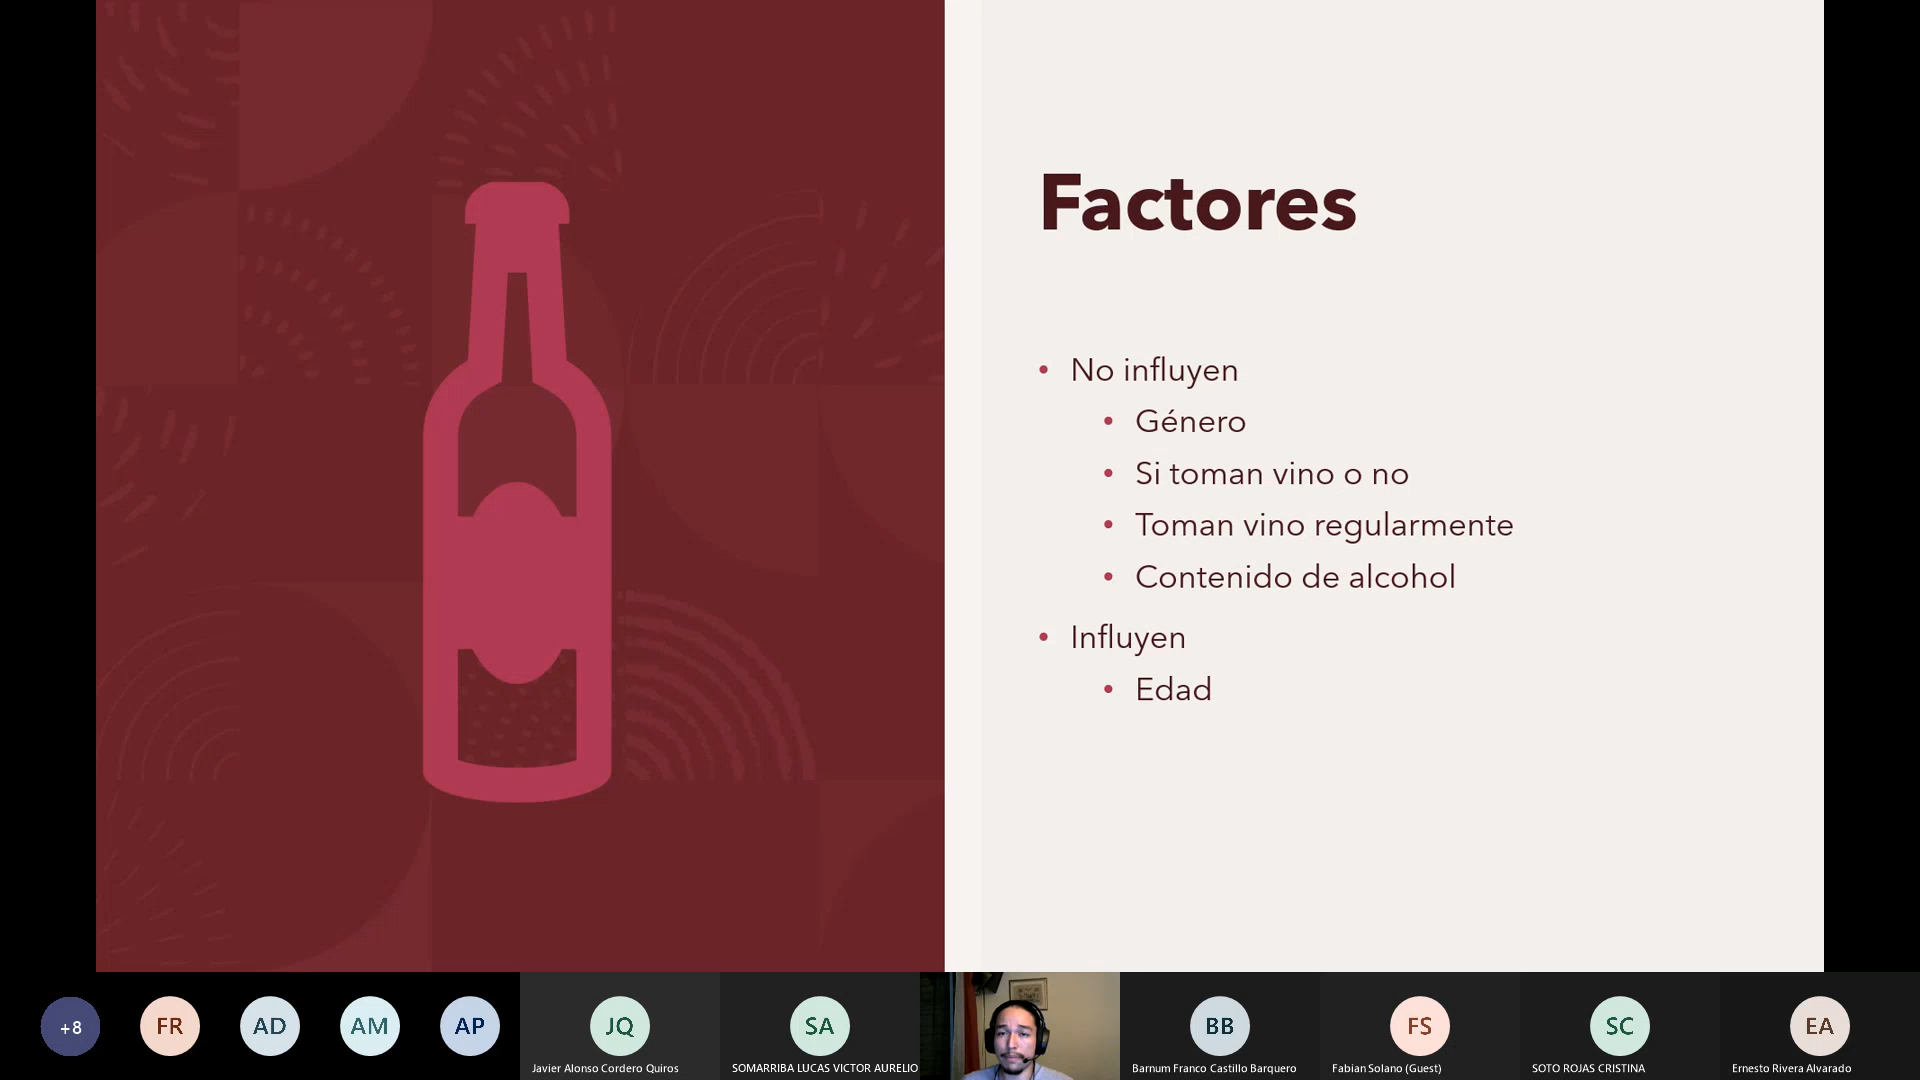 Factores
• No influyen
• Género
• Si toman vino o no
• Toman vino regularmente
• Contenido de alcohol
• Influyen
• Edad
+8
FR
AD
AM
AP
JQ
Javier Alonso Cordero Quiros
SA
SOMARRIBA LUCAS VICTOR AURELIO
BB
Barnum Franco Castillo Barquero
FS
Fabian Solano (Guest)
SC
SOTO ROJAS CRISTINA
EA
Ernesto Rivera Alvarado